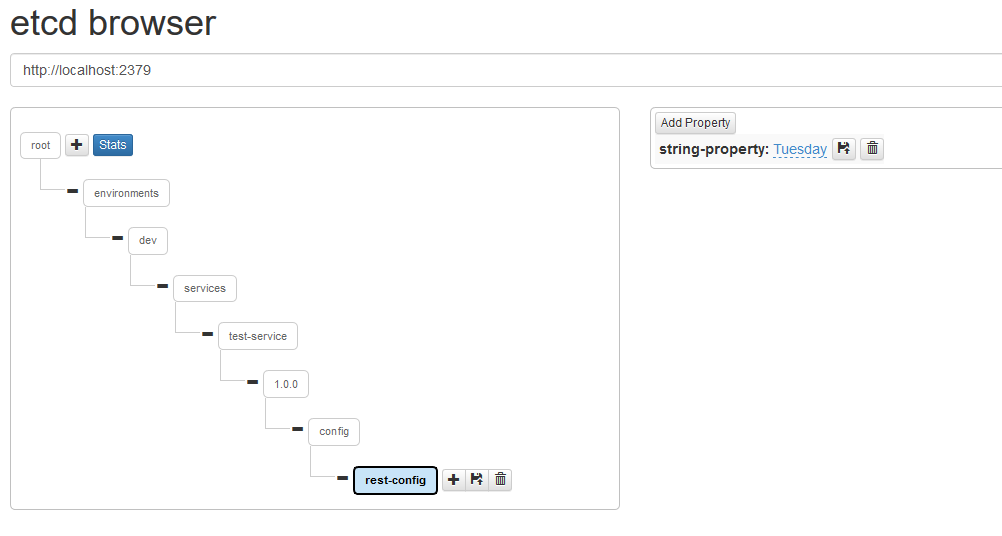 etcd browser
http://localhost:2379
root Stats
environments
dev
services
test-service
1.0.0
config
rest-config
Add Property
string-property: Tuesday